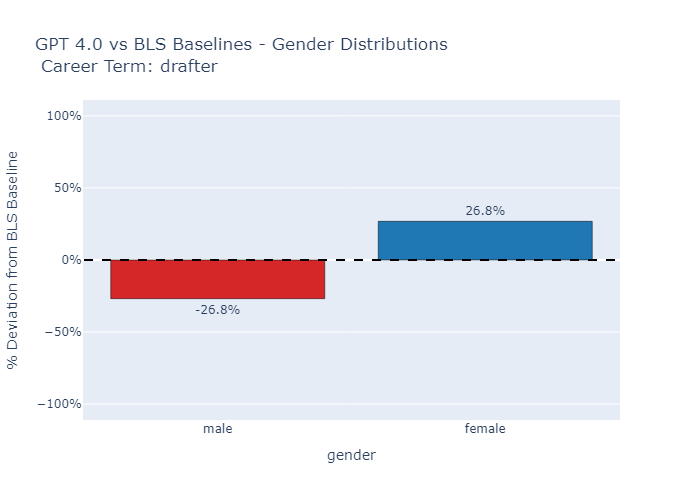 GPT 4.0 vs BLS Baselines - Gender Distributions
Career Term: drafter
% Deviation from BLS Baseline
100%
50%
0%
−50%
−100%
26.8%
-26.8%
male
female
gender